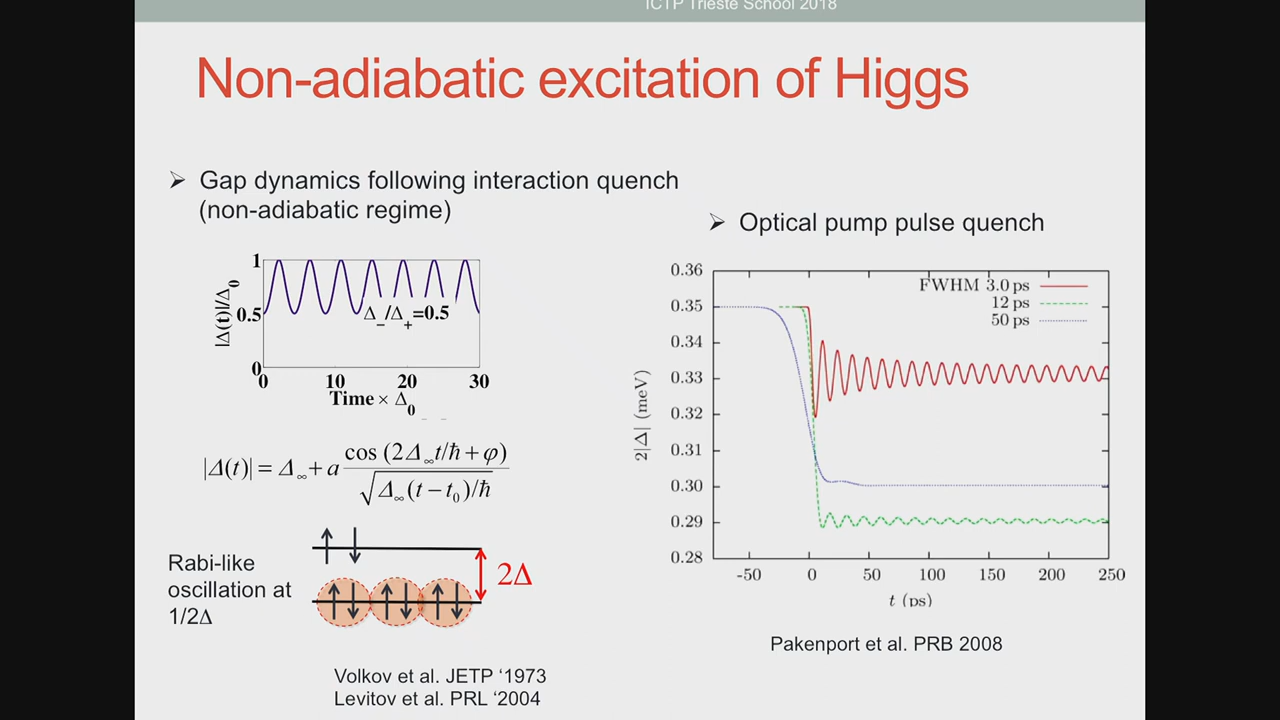 ICTP Trieste School 2018
Non-adiabatic excitation of Higgs
➢ Gap dynamics following interaction quench
(non-adiabatic regime)
1
0.5
0
|Δ(t)|/Δ₀
Δ₋/Δ₊=0.5
0 10 20 30
Time × Δ₀
|Δ(t)| = Δ∞ + a cos (2Δ∞t/ħ + φ) / √Δ∞(t − t₀)/ħ
Rabi-like
oscillation at
1/2Δ
2Δ
Volkov et al. JETP ‘1973
Levitov et al. PRL ‘2004
➢ Optical pump pulse quench
0.36
0.35
0.34
0.33
0.32
0.31
0.30
0.29
0.28
2|Δ| (meV)
FWHM 3.0 ps
12 ps
50 ps
-50 0 50 100 150 200 250
t (ps)
Pakenport et al. PRB 2008